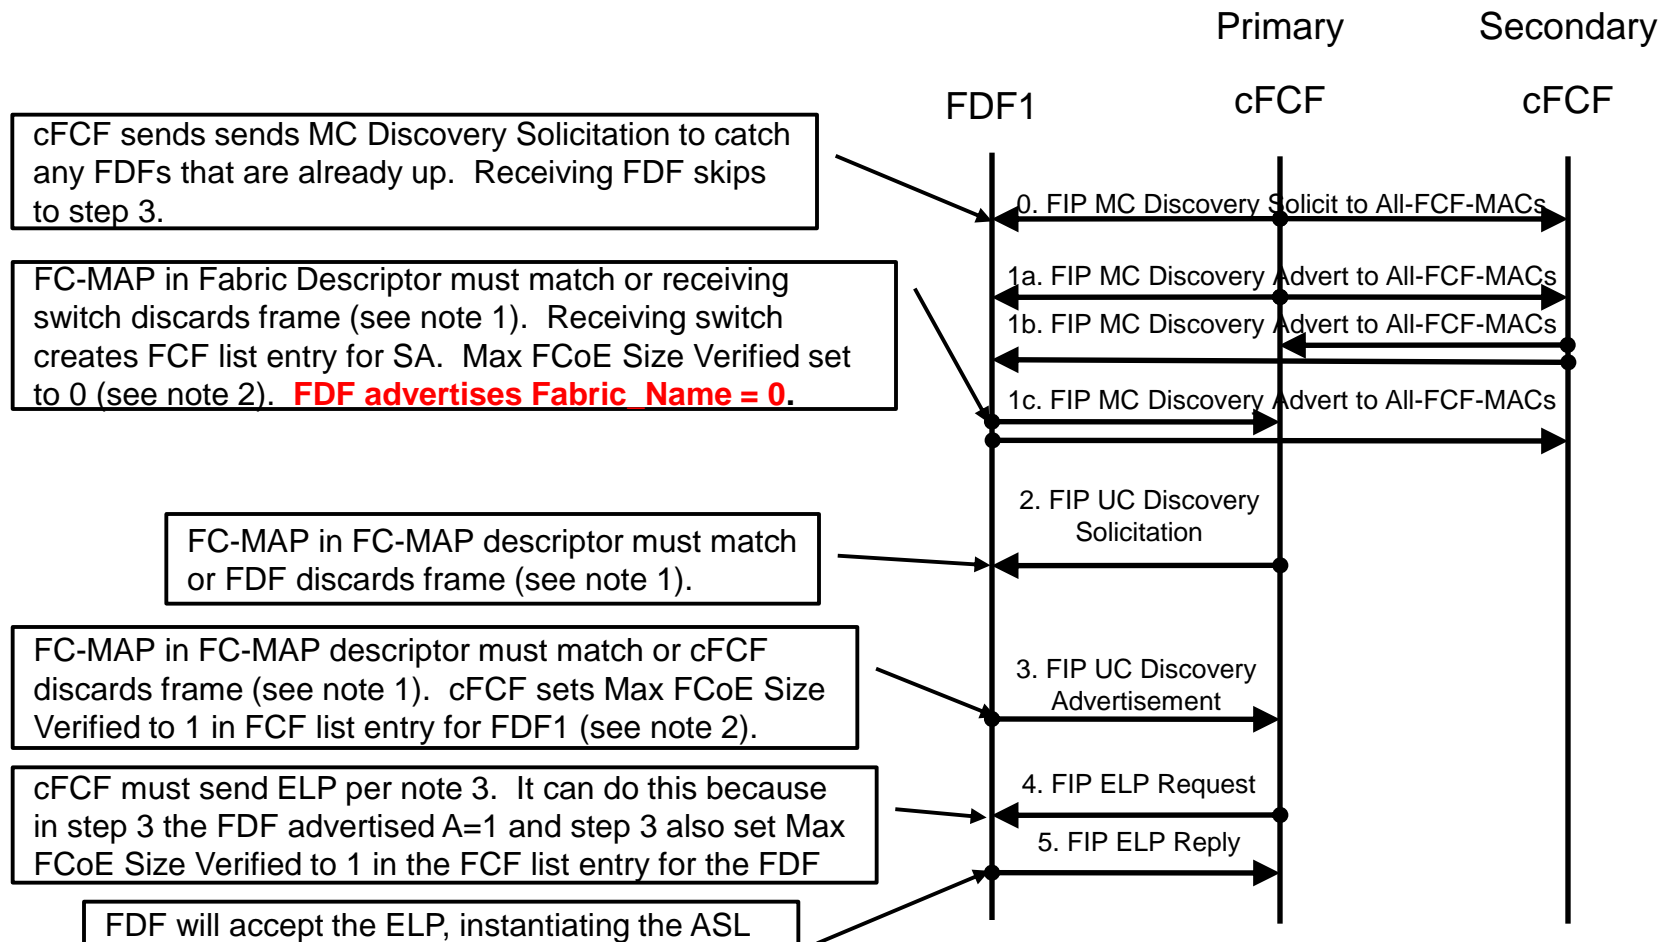 Primary Secondary
FDF1 cFCF cFCF
cFCF sends sends MC Discovery Solicitation to catch
any FDFs that are already up. Receiving FDF skips
to step 3.
0. FIP MC Discovery Solicit to All-FCF-MACs
FC-MAP in Fabric Descriptor must match or receiving
switch discards frame (see note 1). Receiving switch
creates FCF list entry for SA. Max FCoE Size Verified set
to 0 (see note 2). FDF advertises Fabric_Name = 0.
1a. FIP MC Discovery Advert to All-FCF-MACs
1b. FIP MC Discovery Advert to All-FCF-MACs
1c. FIP MC Discovery Advert to All-FCF-MACs
2. FIP UC Discovery
Solicitation
FC-MAP in FC-MAP descriptor must match
or FDF discards frame (see note 1).
FC-MAP in FC-MAP descriptor must match or cFCF
discards frame (see note 1). cFCF sets Max FCoE Size
Verified to 1 in FCF list entry for FDF1 (see note 2).
3. FIP UC Discovery
Advertisement
cFCF must send ELP per note 3. It can do this because
in step 3 the FDF advertised A=1 and step 3 also set Max
FCoE Size Verified to 1 in the FCF list entry for the FDF
4. FIP ELP Request
5. FIP ELP Reply
FDF will accept the ELP, instantiating the ASL